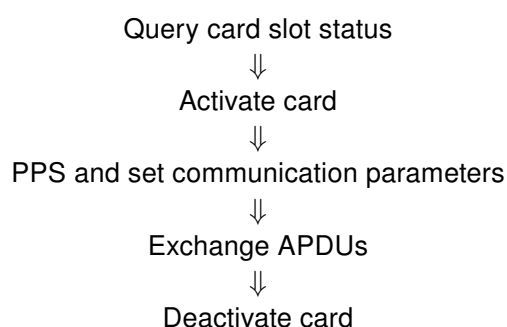 Query card slot status
⇓
Activate card
⇓
PPS and set communication parameters
⇓
Exchange APDUs
⇓
Deactivate card